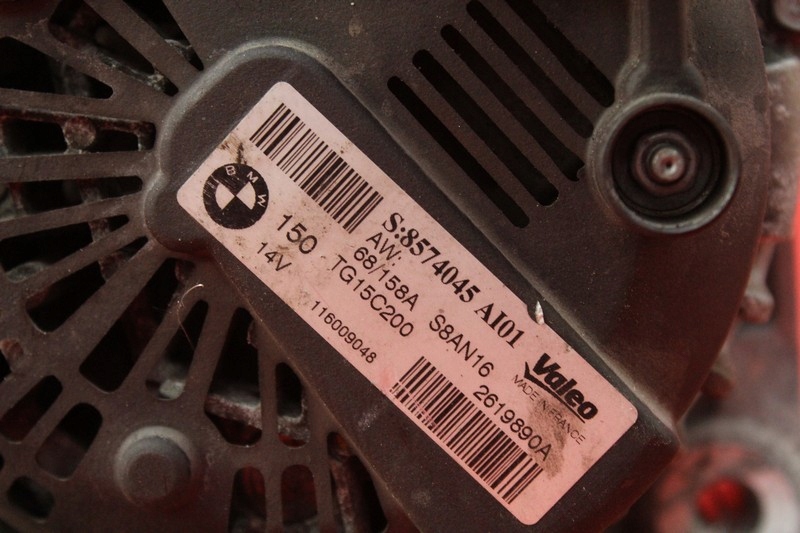 BMW
S:8574045 AI01
AW:
150 68/158A S8AN16
14V TG15C200 2619890A
116009048
Valeo
MADE IN FRANCE